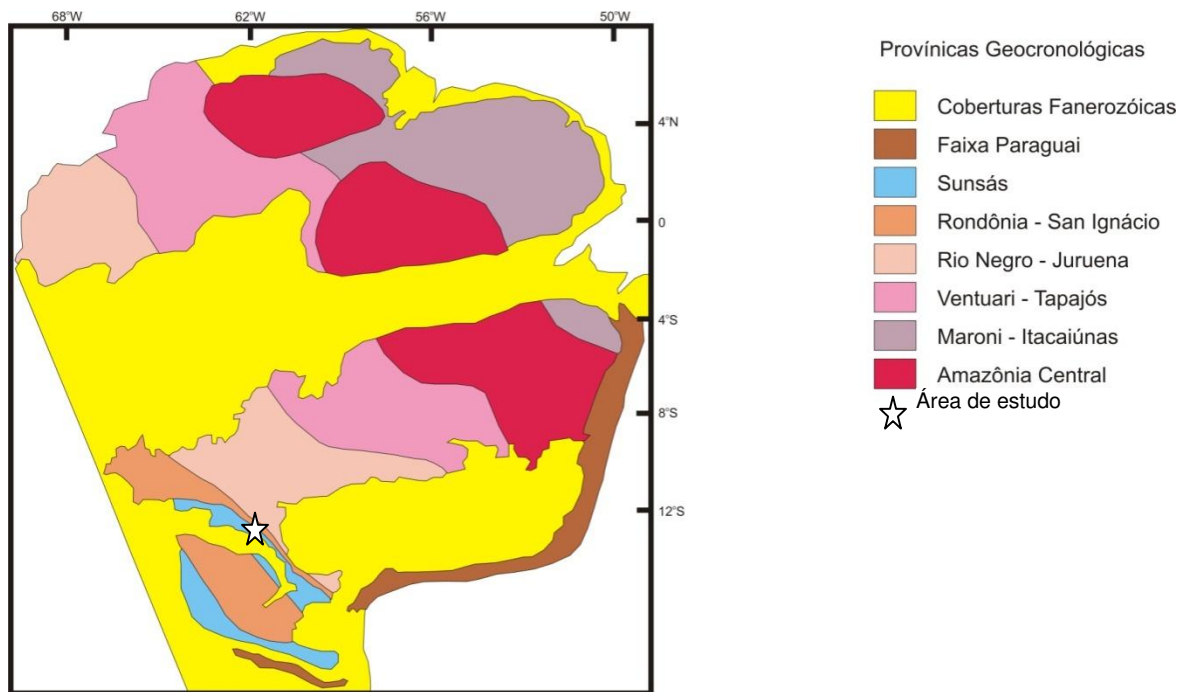 68°W 62°W 56°W 50°W
4°N
0
4°S
8°S
12°S
Provínicas Geocronológicas
Coberturas Fanerozóicas
Faixa Paraguai
Sunsás
Rondônia - San Ignácio
Rio Negro - Juruena
Ventuari - Tapajós
Maroni - Itacaiúnas
Amazônia Central
Área de estudo